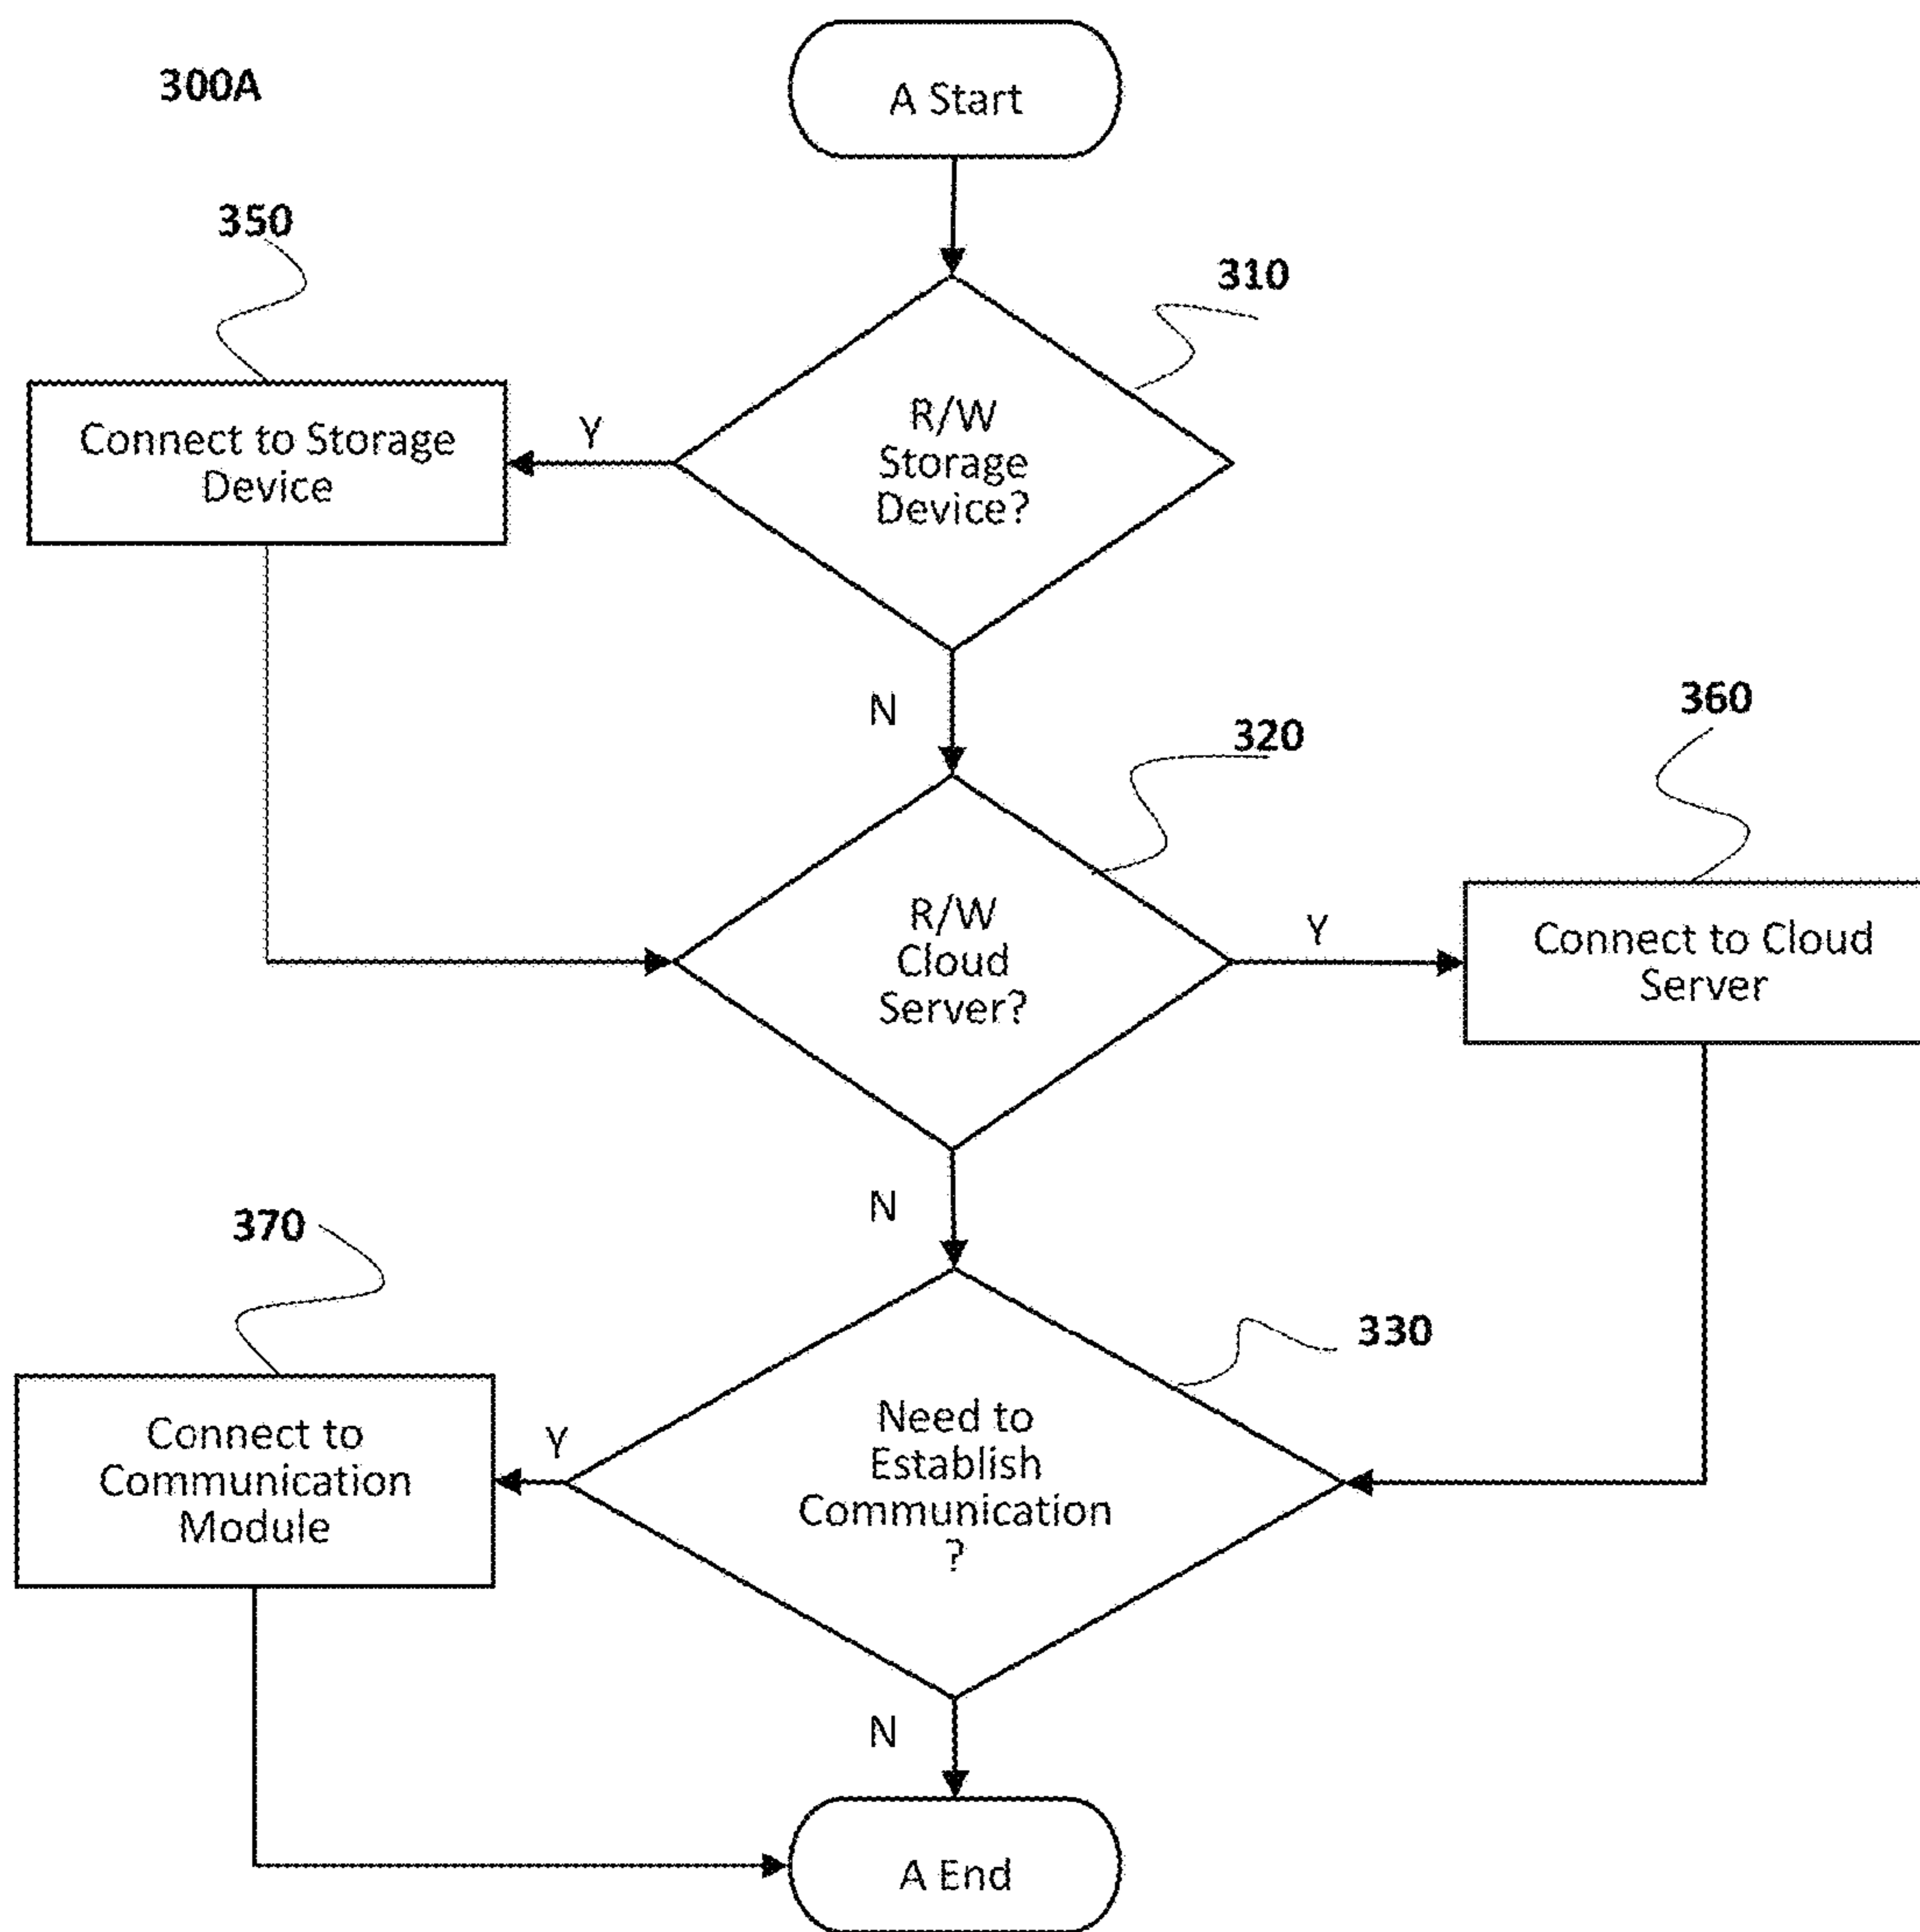 300A
A Start
350
310
R/W
Storage
Device?
Y
Connect to Storage
Device
N
320
360
R/W
Cloud
Server?
Y
Connect to Cloud
Server
N
370
330
Need to
Establish
Communication
?
Y
Connect to
Communication
Module
N
A End